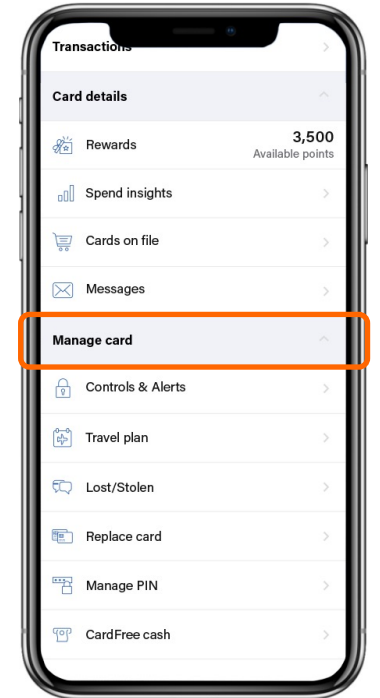 Transactions
Card details
Rewards
3,500
Available points
Spend insights
Cards on file
Messages
Manage card
Controls & Alerts
Travel plan
Lost/Stolen
Replace card
Manage PIN
CardFree cash